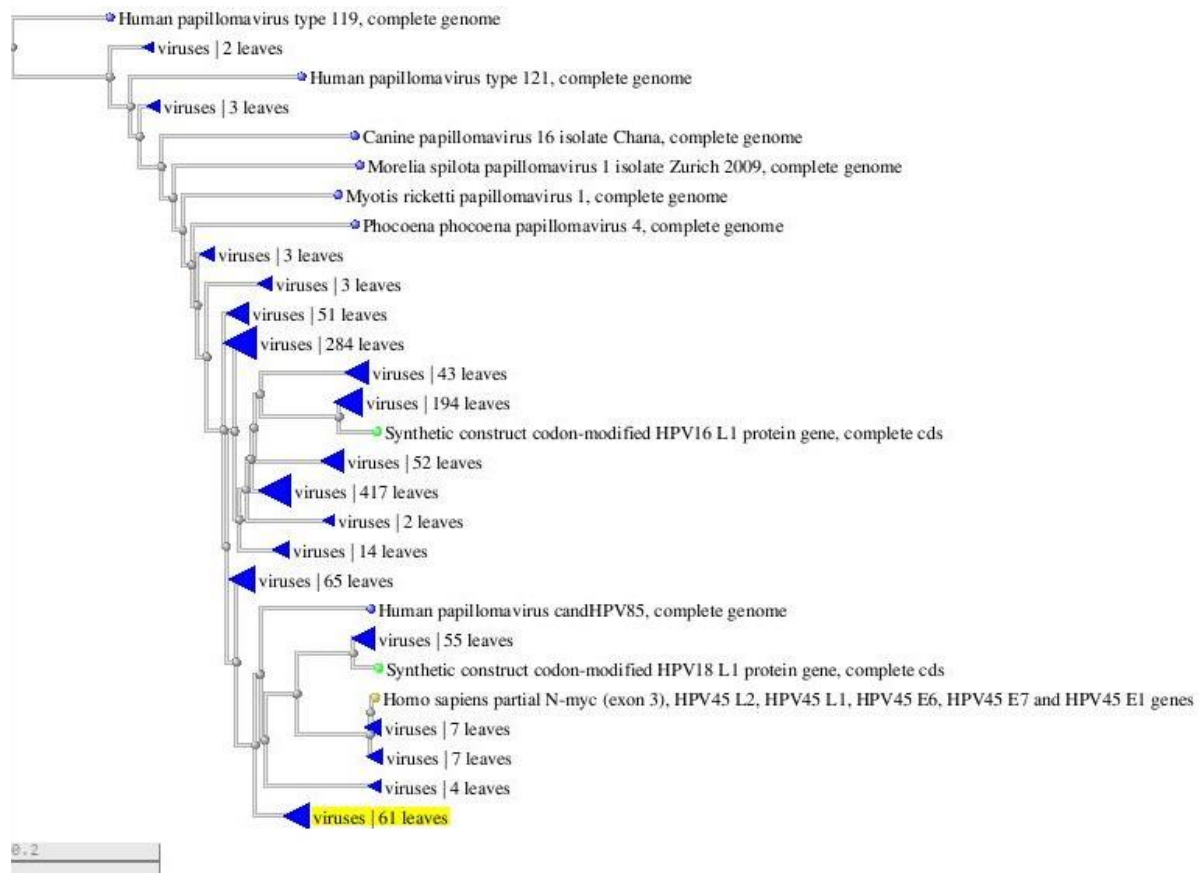 Human papillomavirus type 119, complete genome
viruses | 2 leaves
Human papillomavirus type 121, complete genome
viruses | 3 leaves
Canine papillomavirus 16 isolate Chana, complete genome
Morelia spilota papillomavirus 1 isolate Zurich 2009, complete genome
Myotis ricketti papillomavirus 1, complete genome
Phocoena phocoena papillomavirus 4, complete genome
viruses | 3 leaves
viruses | 3 leaves
viruses | 51 leaves
viruses | 284 leaves
viruses | 43 leaves
viruses | 194 leaves
Synthetic construct codon-modified HPV16 L1 protein gene, complete cds
viruses | 52 leaves
viruses | 417 leaves
viruses | 2 leaves
viruses | 14 leaves
viruses | 65 leaves
Human papillomavirus candHPV85, complete genome
viruses | 55 leaves
Synthetic construct codon-modified HPV18 L1 protein gene, complete cds
Homo sapiens partial N-myc (exon 3), HPV45 L2, HPV45 L1, HPV45 E6, HPV45 E7 and HPV45 E1 genes
viruses | 7 leaves
viruses | 7 leaves
viruses | 4 leaves
viruses | 61 leaves
0.2